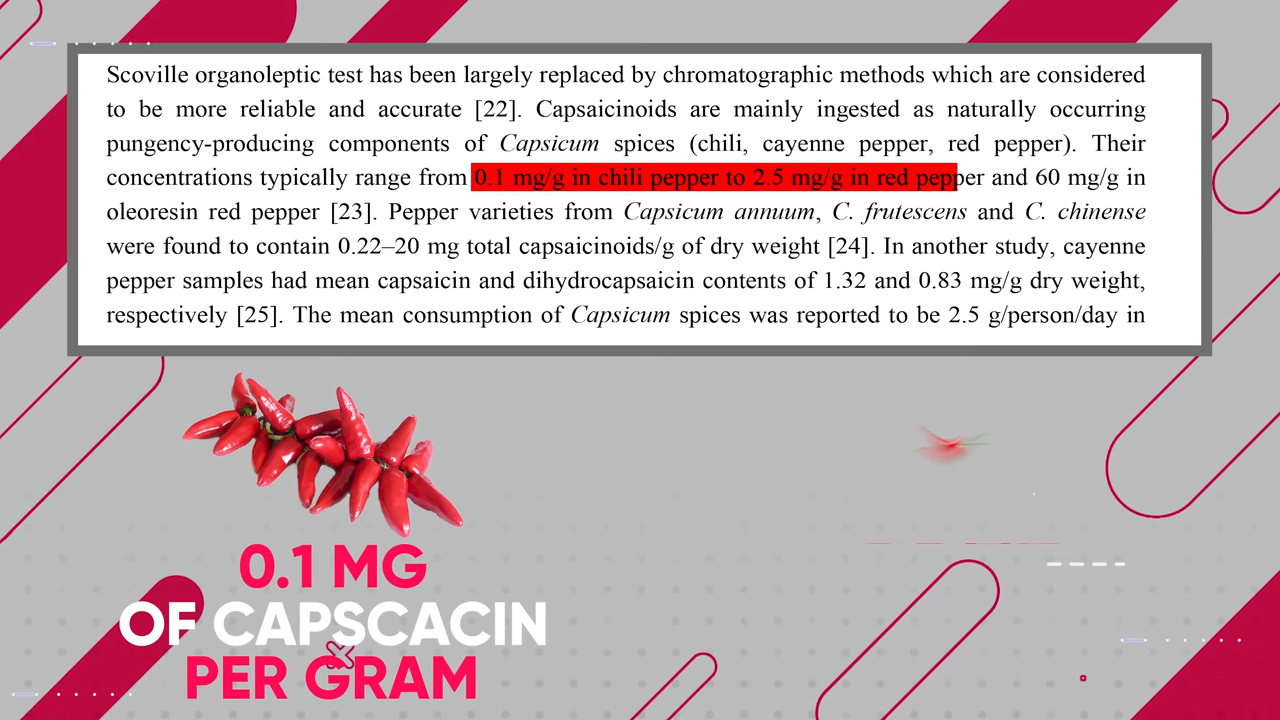 Scoville organoleptic test has been largely replaced by chromatographic methods which are considered
to be more reliable and accurate [22]. Capsaicinoids are mainly ingested as naturally occurring
pungency-producing components of Capsicum spices (chili, cayenne pepper, red pepper). Their
concentrations typically range from 0.1 mg/g in chili pepper to 2.5 mg/g in red pepper and 60 mg/g in
oleoresin red pepper [23]. Pepper varieties from Capsicum annuum, C. frutescens and C. chinense
were found to contain 0.22–20 mg total capsaicinoids/g of dry weight [24]. In another study, cayenne
pepper samples had mean capsaicin and dihydrocapsaicin contents of 1.32 and 0.83 mg/g dry weight,
respectively [25]. The mean consumption of Capsicum spices was reported to be 2.5 g/person/day in
0.1 MG
OF CAPSCACIN
PER GRAM